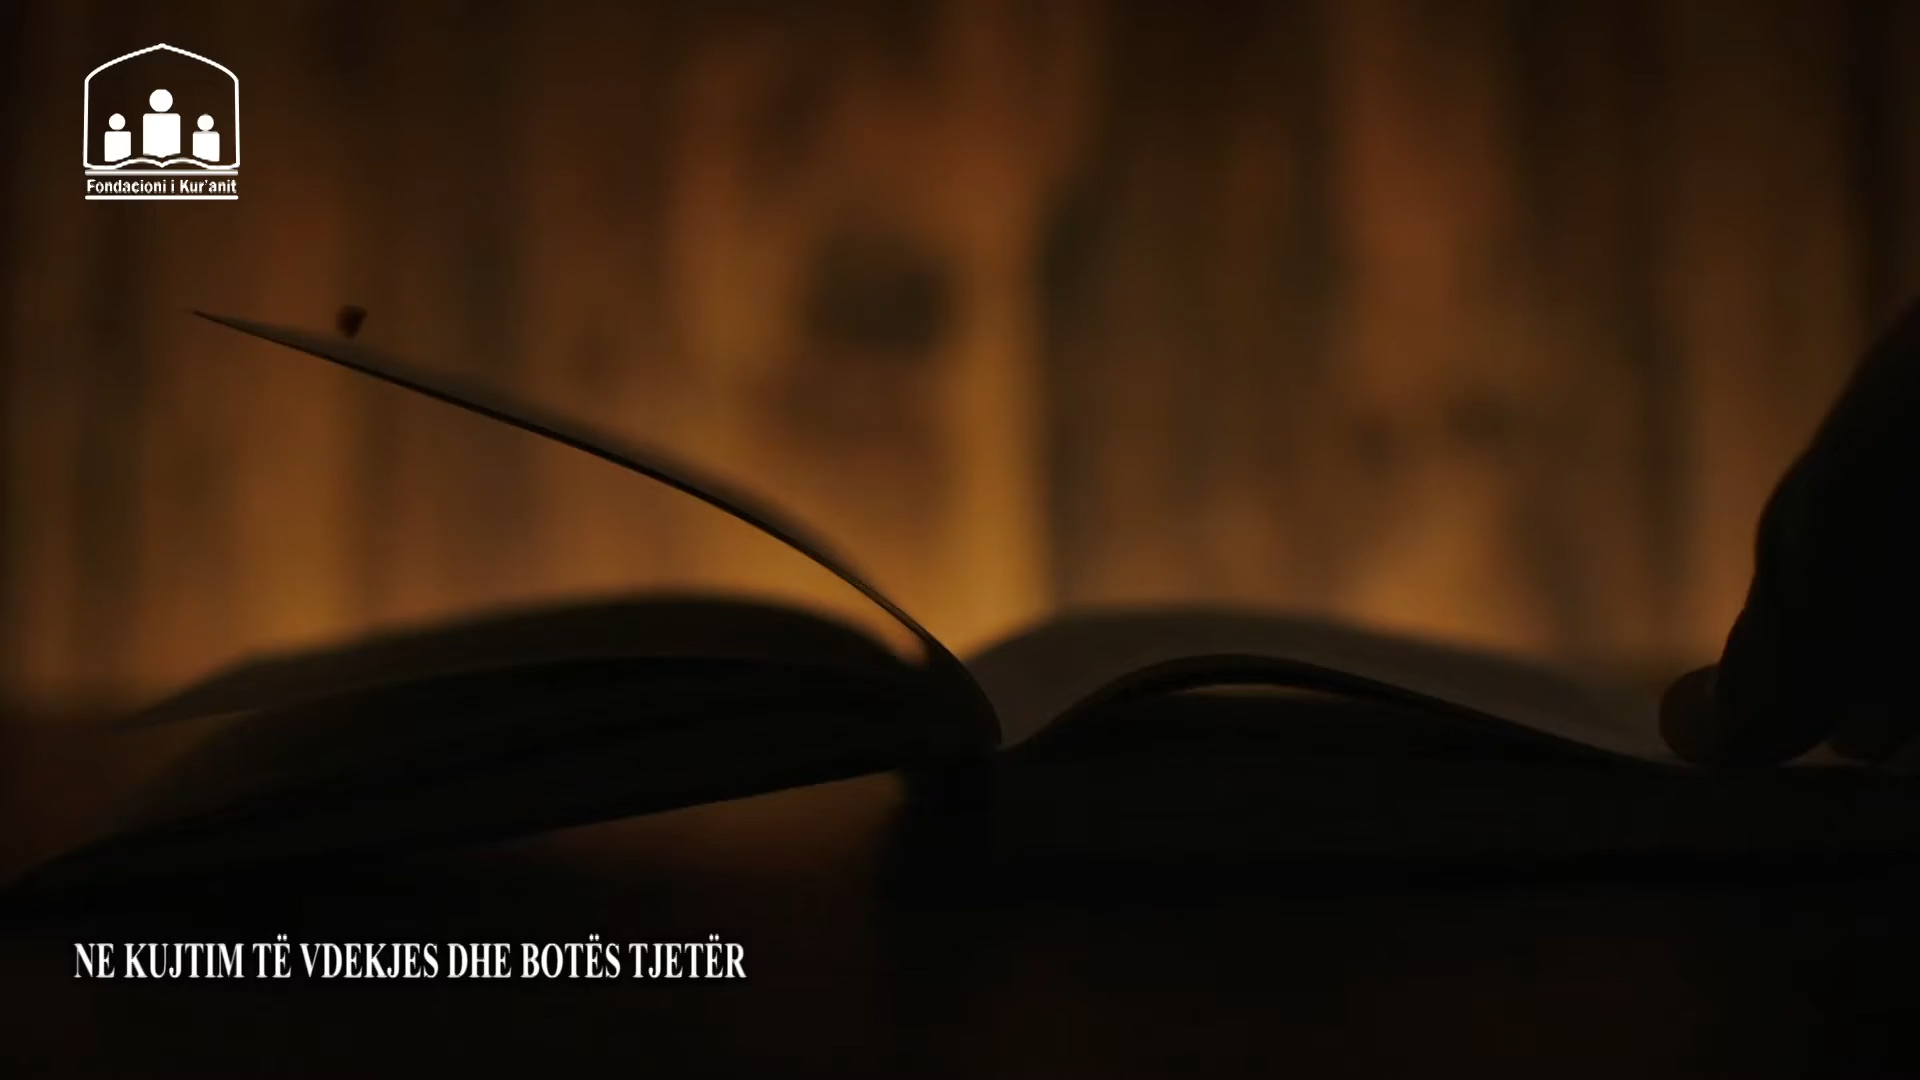 Fondacioni i Kur'anit
NE KUJTIM TË VDEKJES DHE BOTËS TJETËR